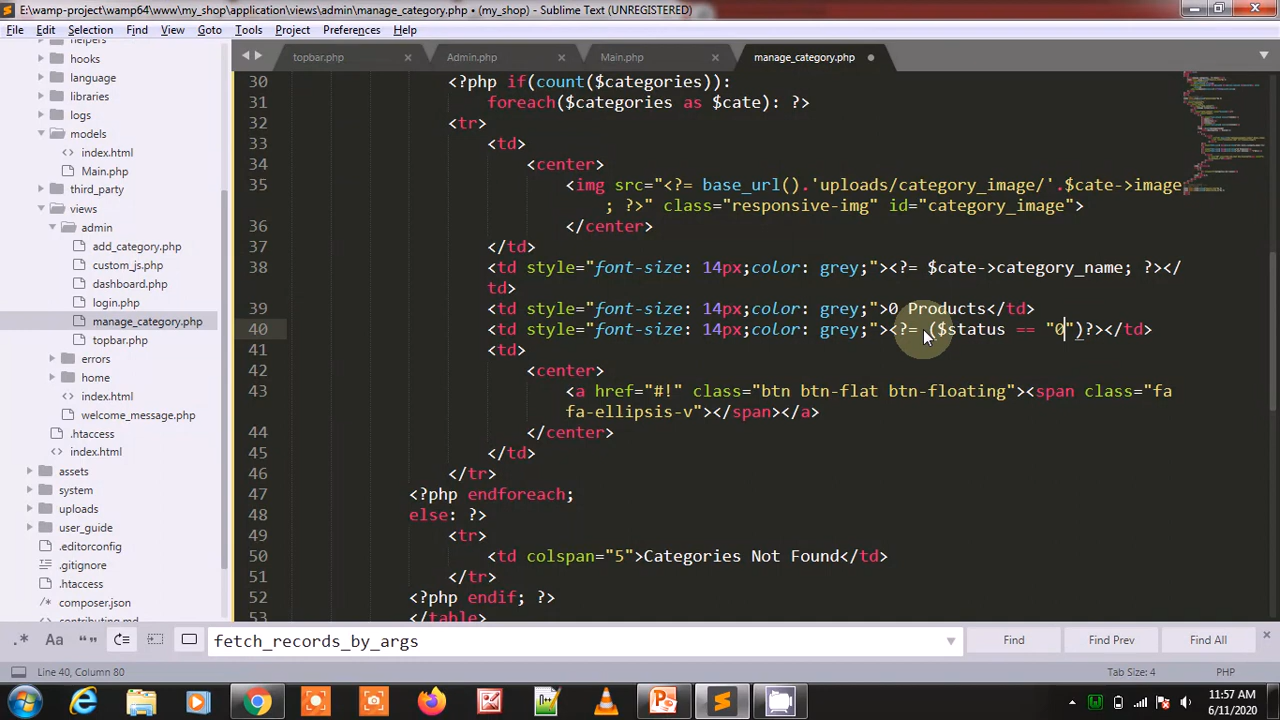 E:\wamp-project\wamp64\www\my_shop\application\views\admin\manage_category.php • (my_shop) - Sublime Text (UNREGISTERED)
File Edit Selection Find View Goto Tools Project Preferences Help
topbar.php Admin.php Main.php manage_category.php
helpers
hooks
language
libraries
logs
models
index.html
Main.php
third_party
views
admin
add_category.php
custom_js.php
dashboard.php
login.php
manage_category.php
topbar.php
errors
home
index.html
welcome_message.php
.htaccess
index.html
assets
system
uploads
user_guide
.editorconfig
.gitignore
.htaccess
composer.json
contributing.md
30 <?php if(count($categories)):
31 foreach($categories as $cate): ?>
32 <tr>
33 <td>
34 <center>
35 <img src="<?= base_url().'uploads/category_image/'.$cate->image
; ?>" class="responsive-img" id="category_image">
36 </center>
37 </td>
38 <td style="font-size: 14px;color: grey;"><?= $cate->category_name; ?></
td>
39 <td style="font-size: 14px;color: grey;">0 Products</td>
40 <td style="font-size: 14px;color: grey;"><?= ($status == "0")?></td>
41 <td>
42 <center>
43 <a href="#!" class="btn btn-flat btn-floating"><span class="fa
fa-ellipsis-v"></span></a>
44 </center>
45 </td>
46 </tr>
47 <?php endforeach;
48 else: ?>
49 <tr>
50 <td colspan="5">Categories Not Found</td>
51 </tr>
52 <?php endif; ?>
53 </table>
.* Aa “” fetch_records_by_args Find Find Prev Find All
Line 40, Column 80 Tab Size: 4 PHP
11:57 AM
6/11/2020